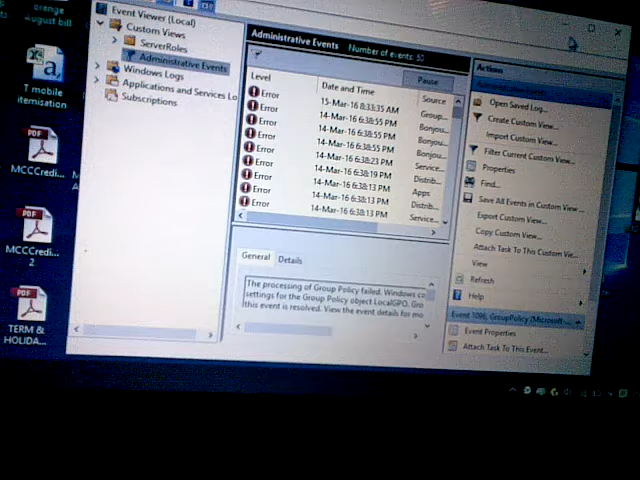 orange
august bill
T mobile
itemisation
MCCCredi...
MCCCredi...
2
TERM &
HOLIDA...
PDF
PDF
PDF
Event Viewer (Local)
Custom Views
ServerRoles
Administrative Events
Windows Logs
Applications and Services Lo
Subscriptions
Administrative Events Number of events: 50
Pause
Level Date and Time Source
Error 15-Mar-16 8:33:35 AM Group...
Error 14-Mar-16 6:38:55 PM Bonjou...
Error 14-Mar-16 6:38:55 PM Bonjou...
Error 14-Mar-16 6:38:55 PM Bonjou...
Error 14-Mar-16 6:38:23 PM Service...
Error 14-Mar-16 6:38:19 PM Distrib...
Error 14-Mar-16 6:38:13 PM Apps
Error 14-Mar-16 6:38:13 PM Distrib...
Error 14-Mar-16 6:38:13 PM Service...
General Details
The processing of Group Policy failed. Windows co
settings for the Group Policy object LocalGPO. Gro
this event is resolved. View the event details for mo
Actions
Administrative Events
Open Saved Log...
Create Custom View...
Import Custom View...
Filter Current Custom View...
Properties
Find...
Save All Events in Custom View ...
Export Custom View...
Copy Custom View...
Attach Task To This Custom View...
View
Refresh
Help
Event 1096, GroupPolicy (Microsoft-...
Event Properties
Attach Task To This Event...